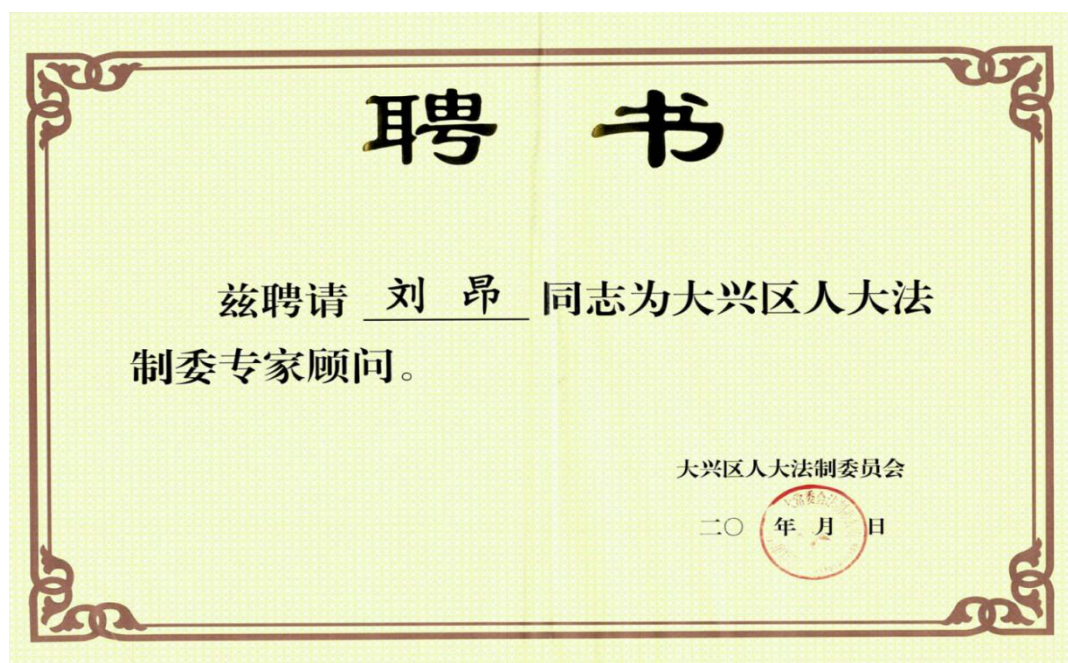 聘 书
兹聘请 刘 昂 同志为大兴区人大法
制委专家顾问。
大兴区人大法制委员会
二〇 年 月 日